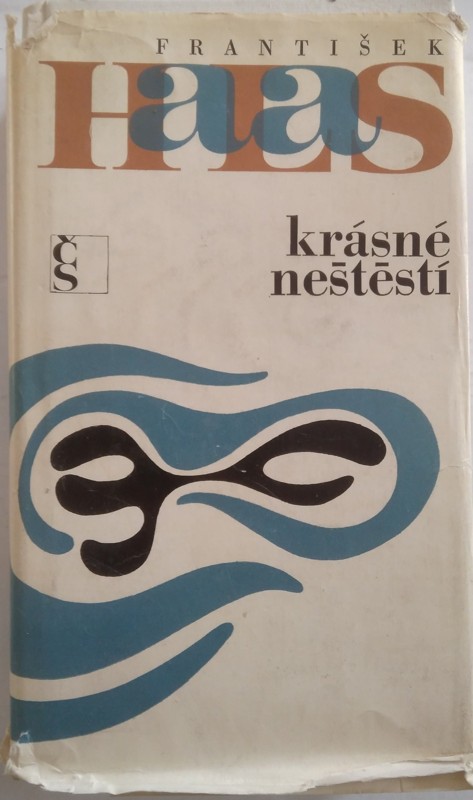 FRANTIŠEK
HaLaS
krásné
neštěstí
ČS